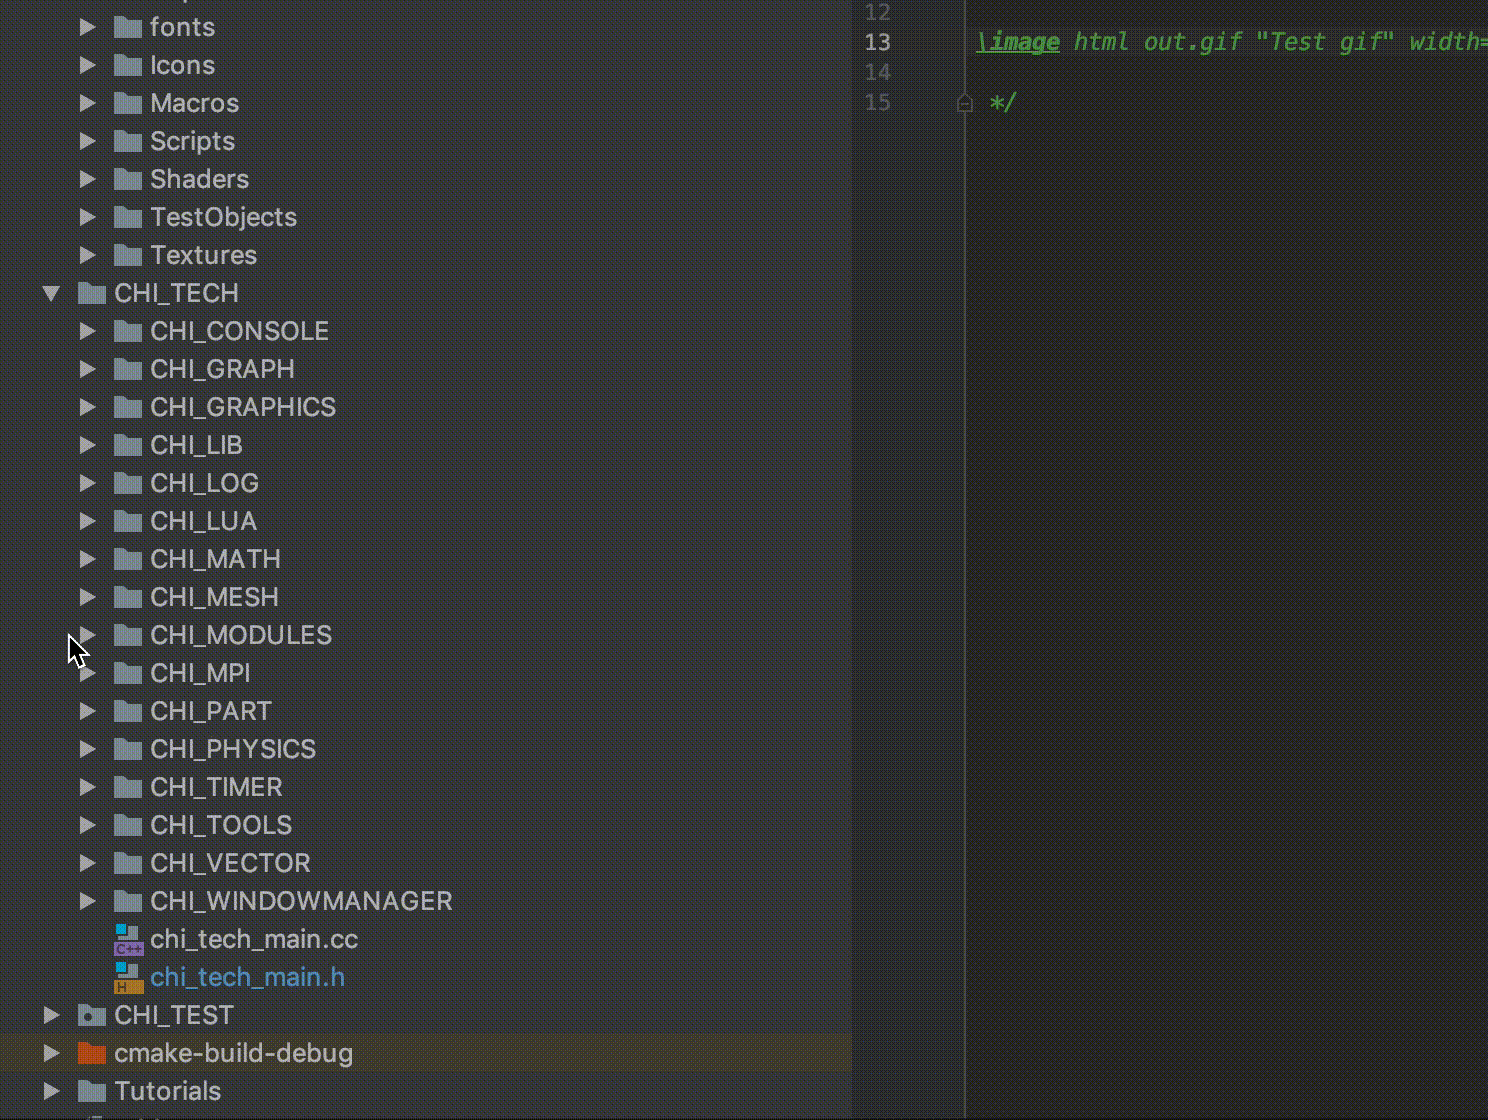 fonts
Icons
Macros
Scripts
Shaders
TestObjects
Textures
CHI_TECH
CHI_CONSOLE
CHI_GRAPH
CHI_GRAPHICS
CHI_LIB
CHI_LOG
CHI_LUA
CHI_MATH
CHI_MESH
CHI_MODULES
CHI_MPI
CHI_PART
CHI_PHYSICS
CHI_TIMER
CHI_TOOLS
CHI_VECTOR
CHI_WINDOWMANAGER
C++ chi_tech_main.cc
H chi_tech_main.h
CHI_TEST
cmake-build-debug
Tutorials
12
13 \image html out.gif "Test gif" width=
14
15 */